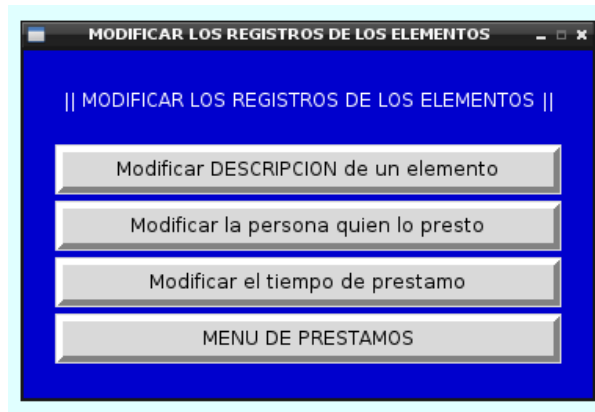 MODIFICAR LOS REGISTROS DE LOS ELEMENTOS
|| MODIFICAR LOS REGISTROS DE LOS ELEMENTOS ||
Modificar DESCRIPCION de un elemento
Modificar la persona quien lo presto
Modificar el tiempo de prestamo
MENU DE PRESTAMOS